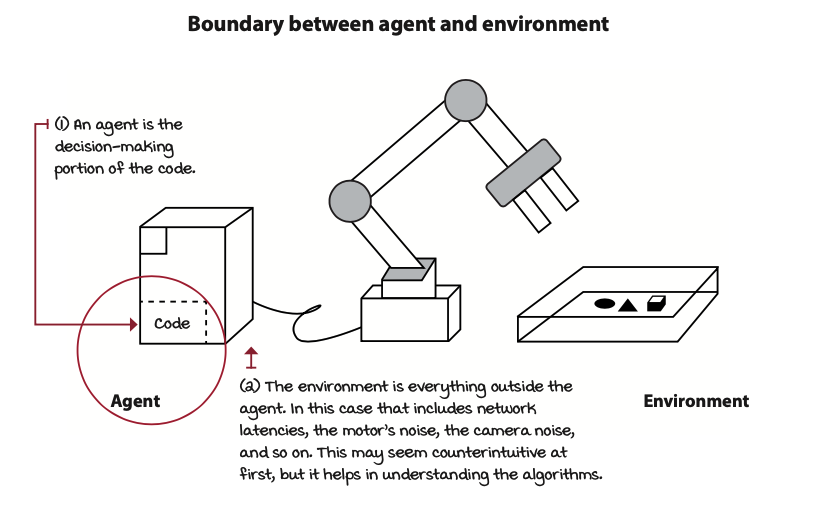 Boundary between agent and environment
(1) An agent is the
decision-making
portion of the code.
Code
Agent
(2) The environment is everything outside the
agent. In this case that includes network
latencies, the motor's noise, the camera noise,
and so on. This may seem counterintuitive at
first, but it helps in understanding the algorithms.
Environment